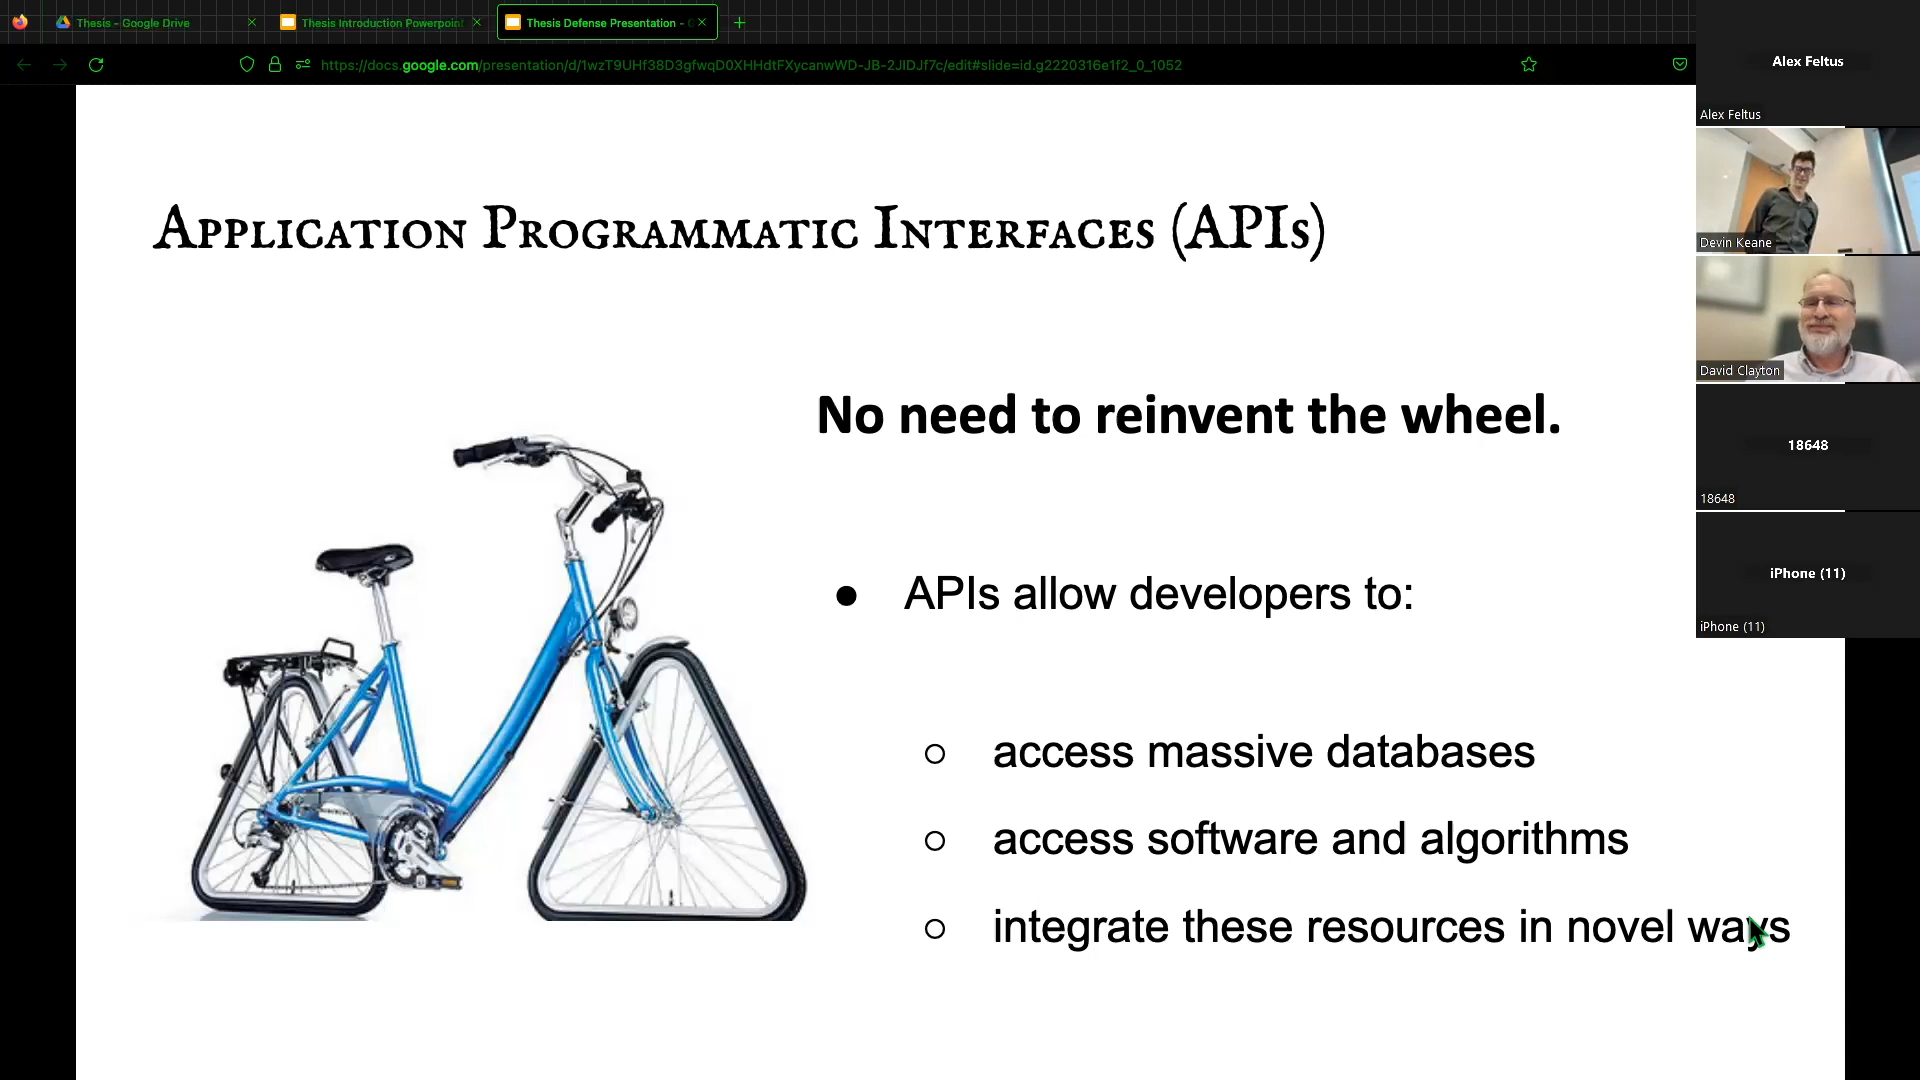 Thesis - Google Drive
Thesis Introduction Powerpoint
Thesis Defense Presentation -
https://docs.google.com/presentation/d/1wzT9UHf38D3gfwqD0XHHdtFXycanwWD-JB-2JIDJf7c/edit#slide=id.g2220316e1f2_0_1052
Application Programmatic Interfaces (APIs)
No need to reinvent the wheel.
● APIs allow developers to:
○ access massive databases
○ access software and algorithms
○ integrate these resources in novel ways
Alex Feltus
Alex Feltus
Devin Keane
David Clayton
18648
18648
iPhone (11)
iPhone (11)